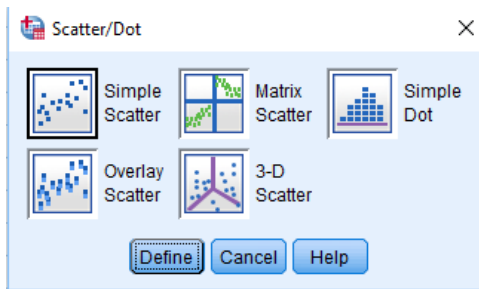 Scatter/Dot
Simple
Scatter
Matrix
Scatter
Simple
Dot
Overlay
Scatter
3-D
Scatter
Define
Cancel
Help